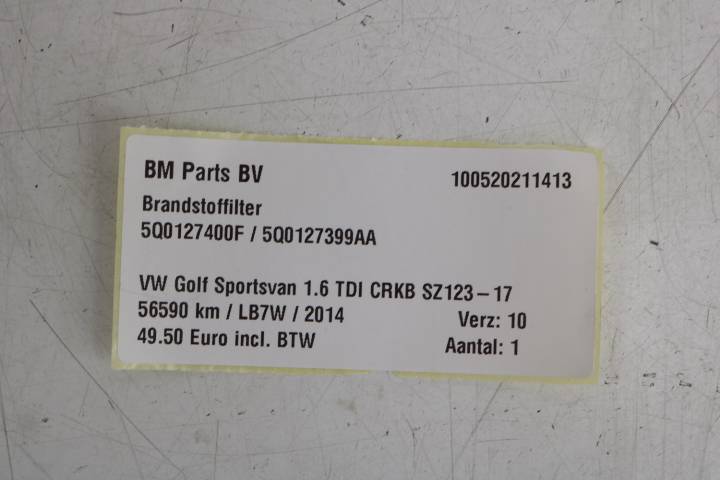 BM Parts BV 100520211413
Brandstoffilter
5Q0127400F / 5Q0127399AA
VW Golf Sportsvan 1.6 TDI CRKB SZ123-17
56590 km / LB7W / 2014 Verz: 10
49.50 Euro incl. BTW Aantal: 1